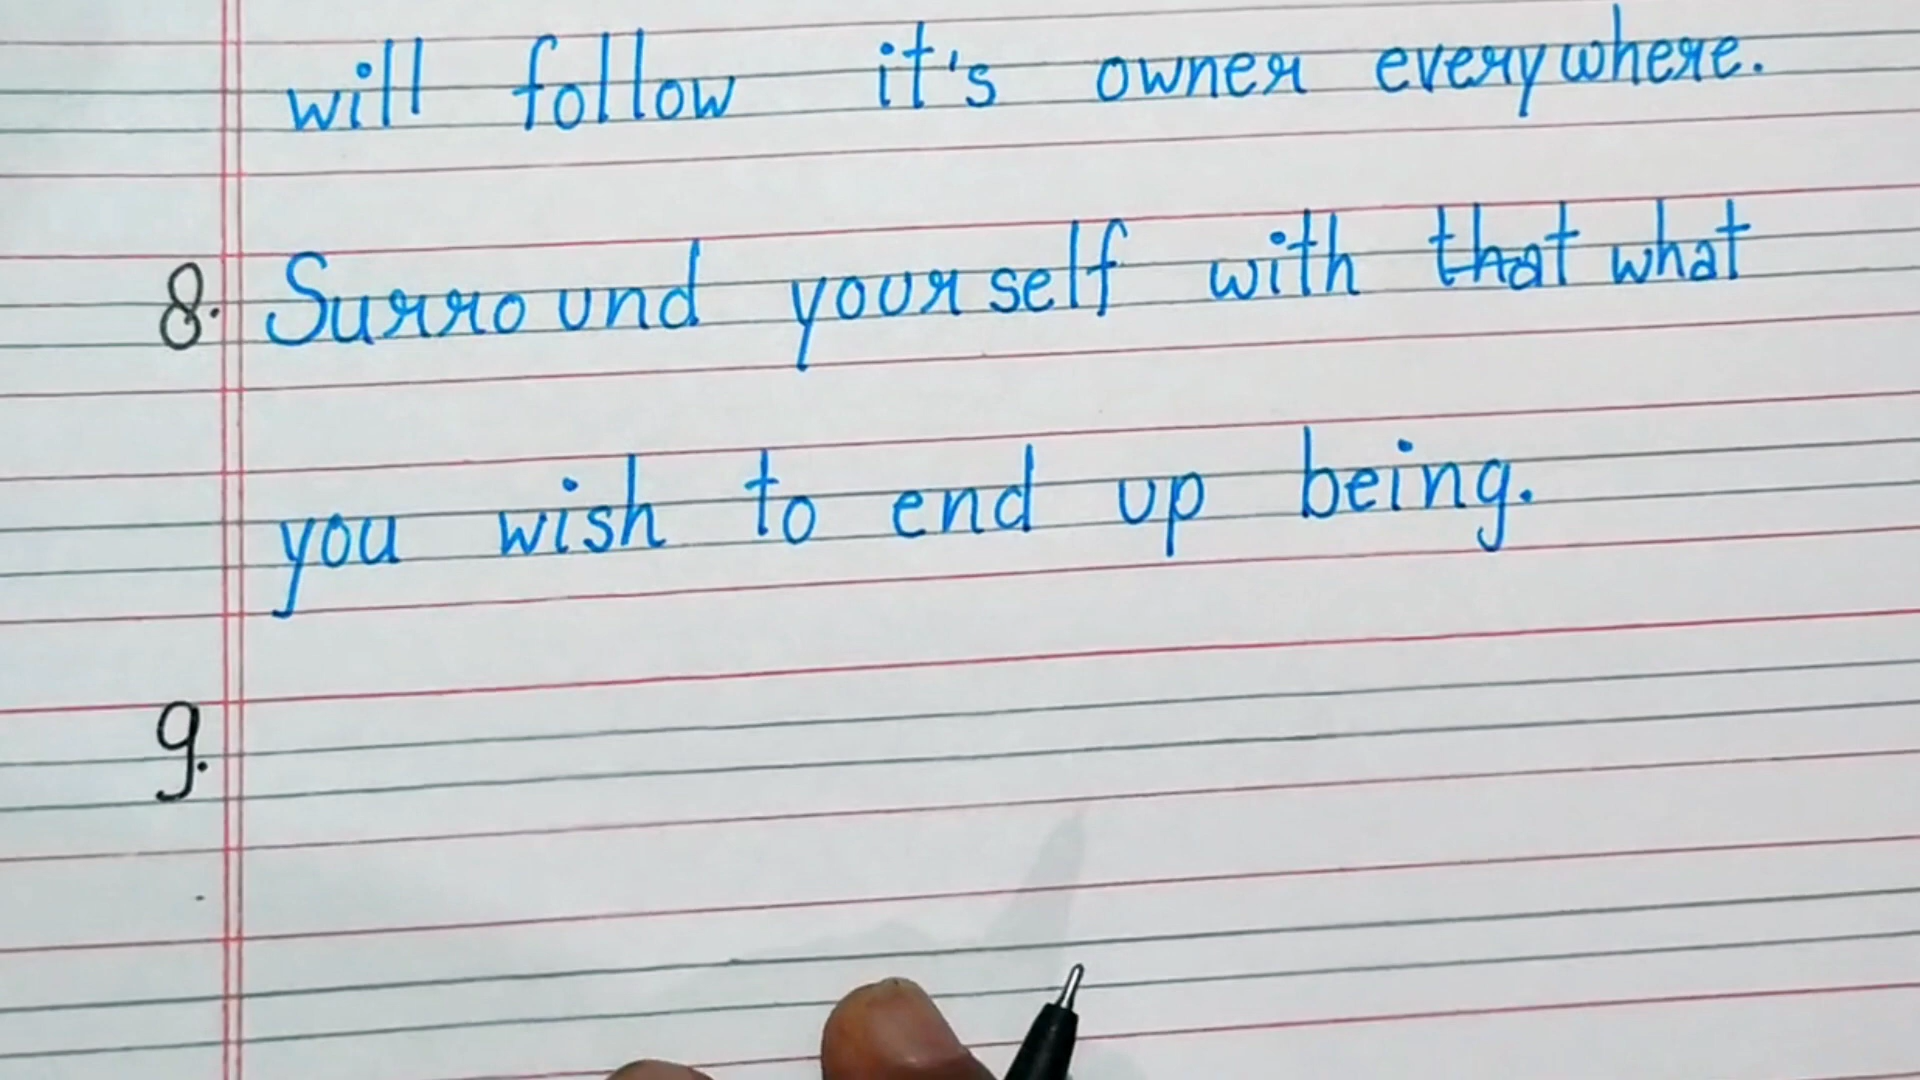 will follow it's owner everywhere.
8. Surround yourself with that what
you wish to end up being.
9.